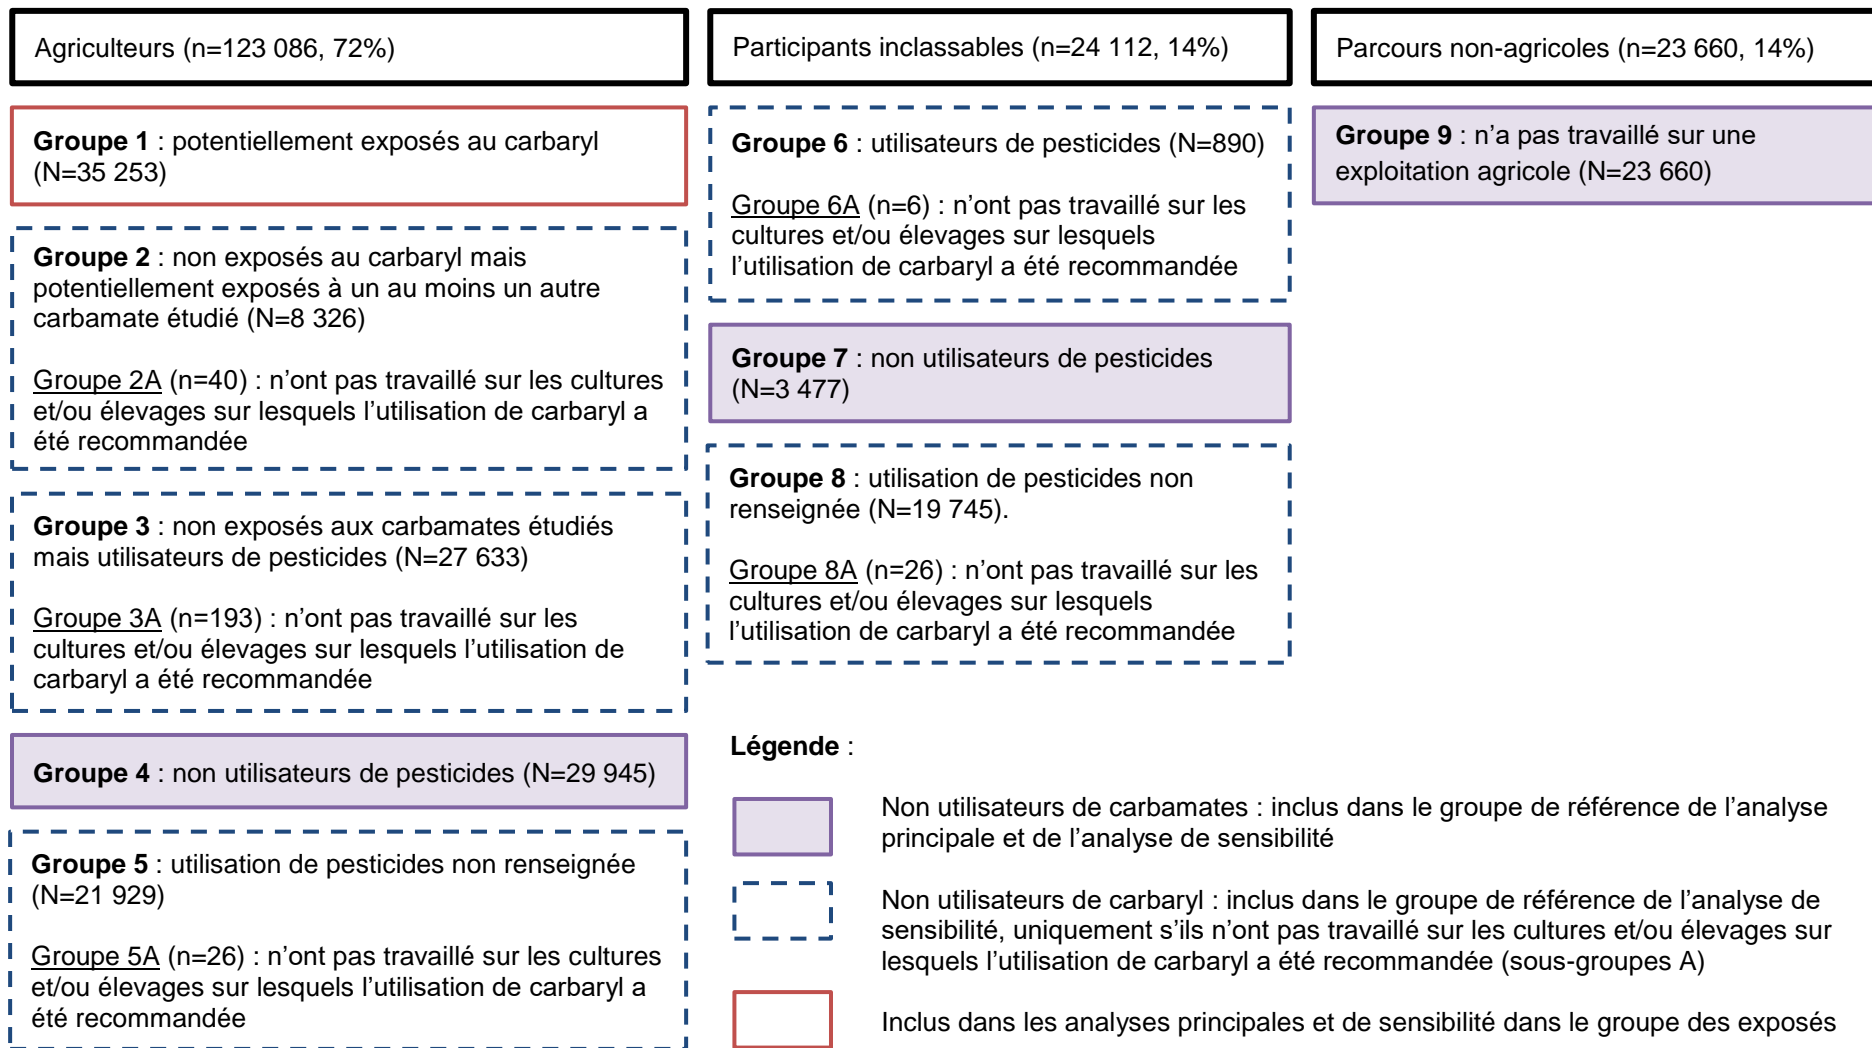 Agriculteurs (n=123 086, 72%)
Groupe 1 : potentiellement exposés au carbaryl
(N=35 253)
Groupe 2 : non exposés au carbaryl mais
potentiellement exposés à un au moins un autre
carbamate étudié (N=8 326)
Groupe 2A (n=40) : n’ont pas travaillé sur les cultures
et/ou élevages sur lesquels l’utilisation de carbaryl a
été recommandée
Groupe 3 : non exposés aux carbamates étudiés
mais utilisateurs de pesticides (N=27 633)
Groupe 3A (n=193) : n’ont pas travaillé sur les
cultures et/ou élevages sur lesquels l’utilisation de
carbaryl a été recommandée
Groupe 4 : non utilisateurs de pesticides (N=29 945)
Groupe 5 : utilisation de pesticides non renseignée
(N=21 929)
Groupe 5A (n=26) : n’ont pas travaillé sur les cultures
et/ou élevages sur lesquels l’utilisation de carbaryl a
été recommandée
Participants inclassables (n=24 112, 14%)
Groupe 6 : utilisateurs de pesticides (N=890)
Groupe 6A (n=6) : n’ont pas travaillé sur les
cultures et/ou élevages sur lesquels
l’utilisation de carbaryl a été recommandée
Groupe 7 : non utilisateurs de pesticides
(N=3 477)
Groupe 8 : utilisation de pesticides non
renseignée (N=19 745).
Groupe 8A (n=26) : n’ont pas travaillé sur les
cultures et/ou élevages sur lesquels
l’utilisation de carbaryl a été recommandée
Parcours non-agricoles (n=23 660, 14%)
Groupe 9 : n’a pas travaillé sur une
exploitation agricole (N=23 660)
Légende :
Non utilisateurs de carbamates : inclus dans le groupe de référence de l’analyse
principale et de l’analyse de sensibilité
Non utilisateurs de carbaryl : inclus dans le groupe de référence de l’analyse de
sensibilité, uniquement s’ils n’ont pas travaillé sur les cultures et/ou élevages sur
lesquels l’utilisation de carbaryl a été recommandée (sous-groupes A)
Inclus dans les analyses principales et de sensibilité dans le groupe des exposés